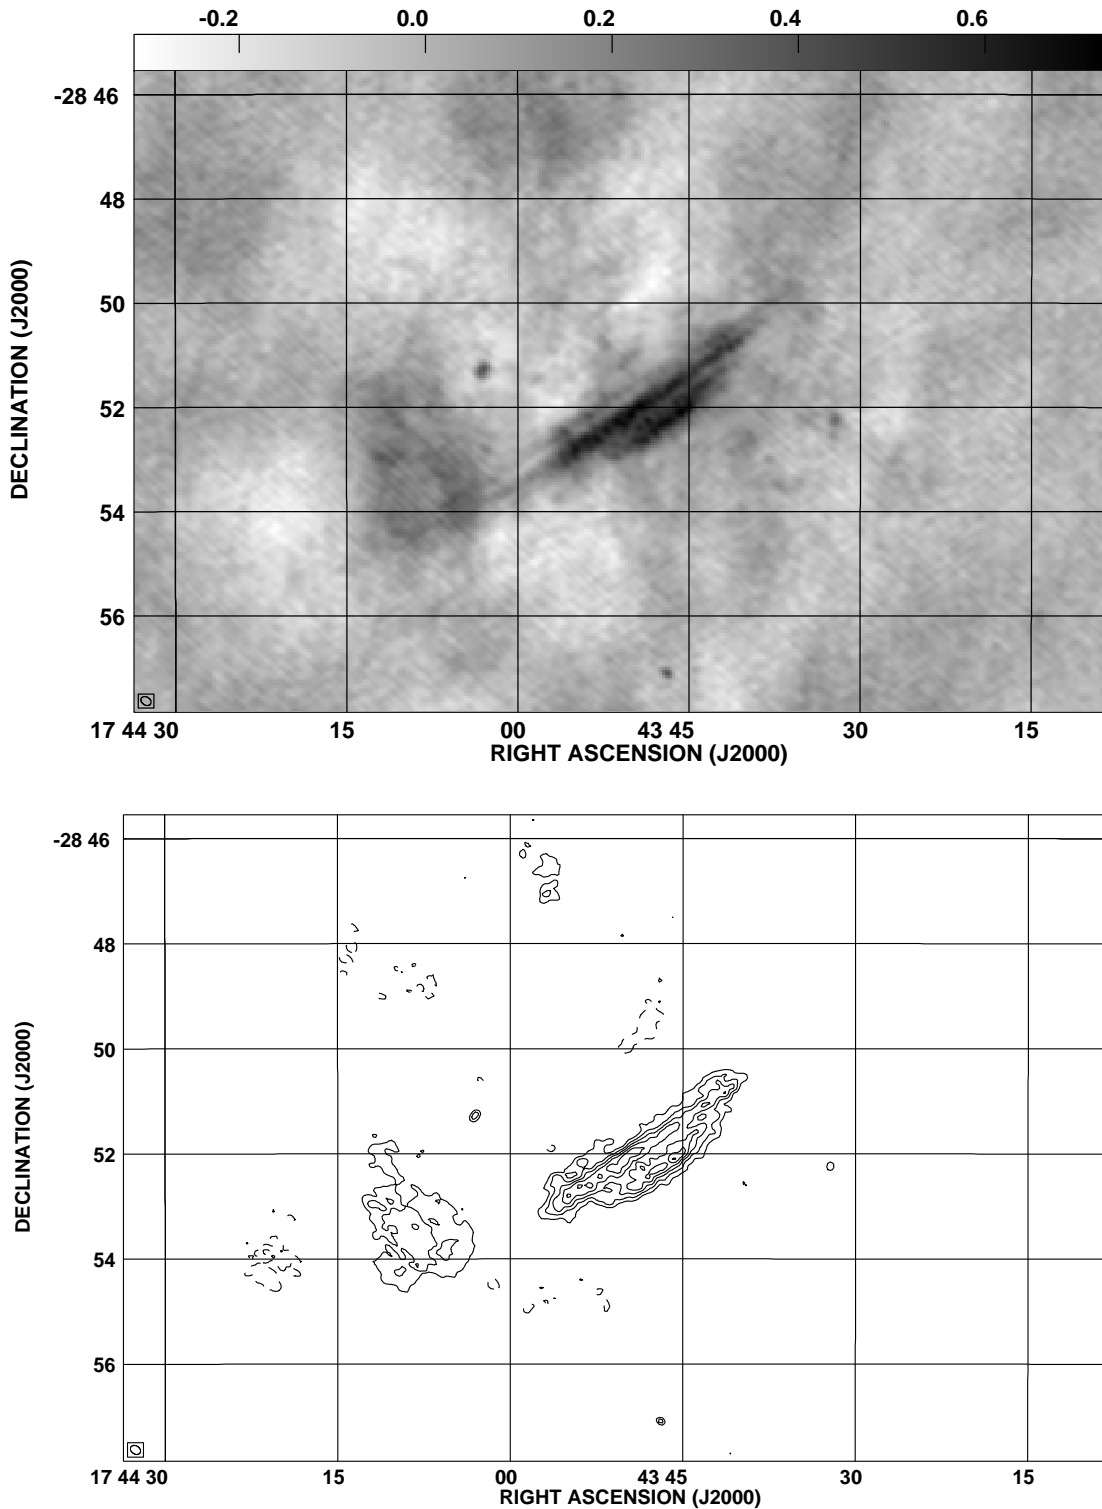 -0.2 0.0 0.2 0.4 0.6
-28 46
48
50
52
54
56
DECLINATION (J2000)
17 44 30 15 00 43 45 30 15
RIGHT ASCENSION (J2000)
-28 46
48
50
52
54
56
DECLINATION (J2000)
17 44 30 15 00 43 45 30 15
RIGHT ASCENSION (J2000)